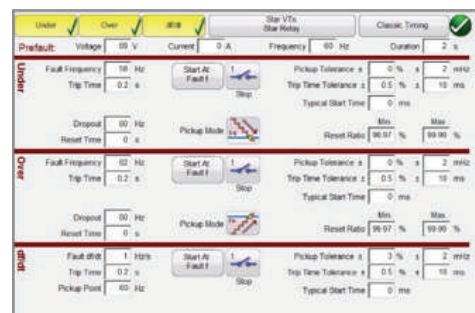 Under Over df/dt Star VTs Star Relay Classic Timing
Prefault: Voltage 69 V Current 0 A Frequency 60 Hz Duration 2 s
Under
Fault Frequency 58 Hz Start At Fault f 1 Stop Pickup Tolerance ± 0 % ± 2 mHz
Trip Time 0.2 s Trip Time Tolerance ± 0.5 % ± 10 ms
Typical Start Time 0 ms
Dropout 60 Hz Pickup Mode Min. Max.
Reset Time 0 s Reset Ratio 99.97 % 99.99 %
Over
Fault Frequency 62 Hz Start At Fault f 1 Stop Pickup Tolerance ± 0 % ± 2 mHz
Trip Time 0.2 s Trip Time Tolerance ± 0.5 % ± 10 ms
Typical Start Time 0 ms
Dropout 60 Hz Pickup Mode Min. Max.
Reset Time 0 s Reset Ratio 99.97 % 99.99 %
df/dt
Fault df/dt 1 Hz/s Start At Fault f 1 Stop Pickup Tolerance ± 3 % ± 2 mHz
Trip Time 0.2 s Trip Time Tolerance ± 0.5 % ± 10 ms
Pickup Point 60 Hz Typical Start Time 0 ms